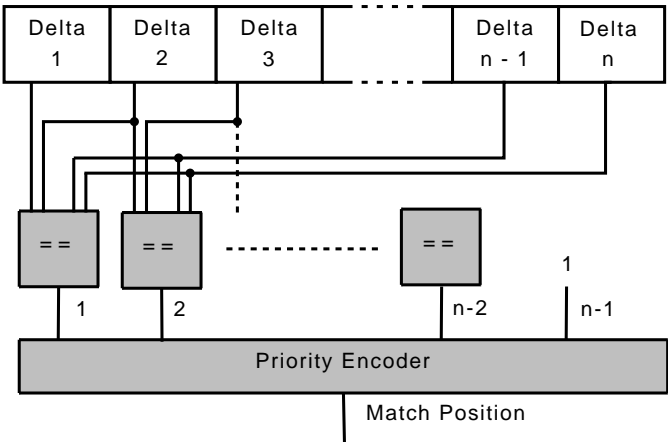 Delta 1
Delta 2
Delta 3
Delta n - 1
Delta n
==
==
==
1
1
2
n-2
n-1
Priority Encoder
Match Position